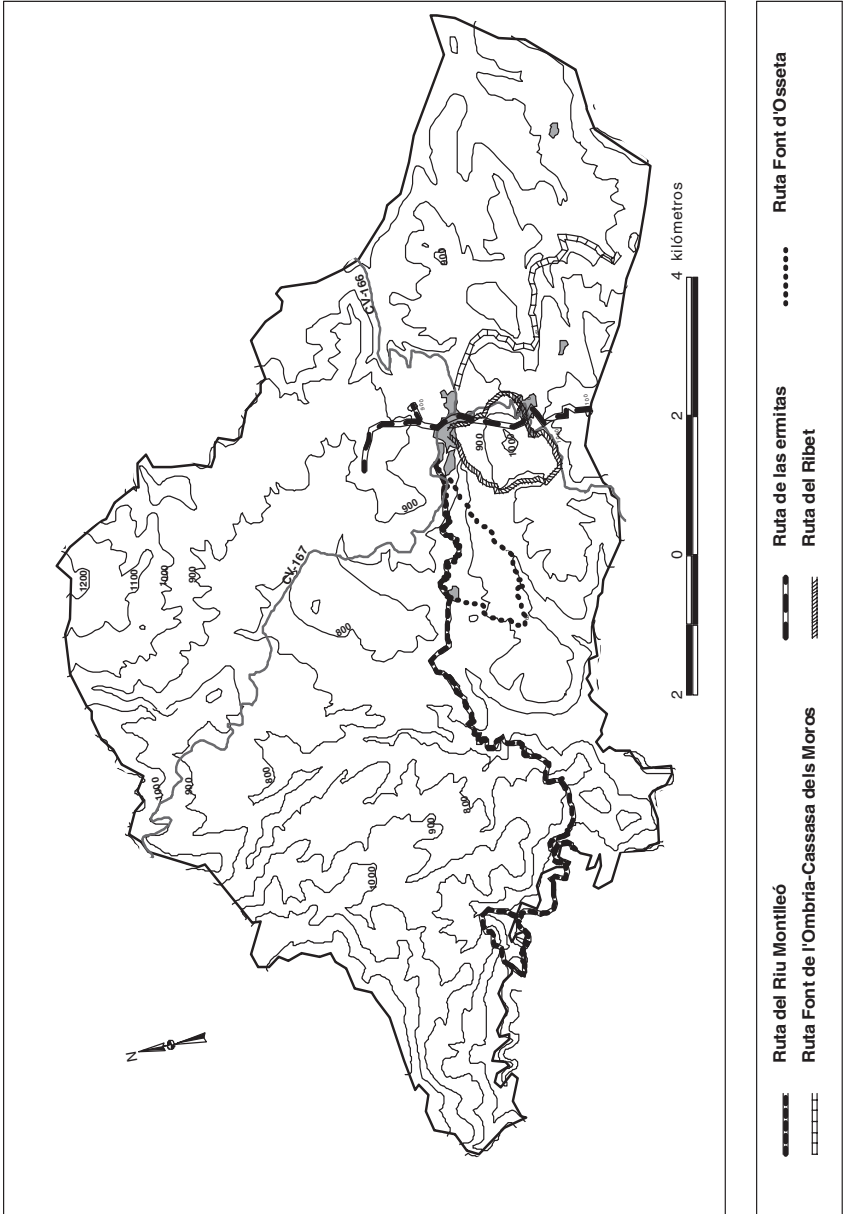 N
1200
1100
1000
900
1000
900
800
CV-167
800
900
1000
900
800
CV-166
800
800
900
1000
2 0 2 4 kilómetros
Ruta del Riu Montlleó
Ruta de las ermitas
Ruta Font d'Osseta
Ruta Font de l'Ombria-Cassasa dels Moros
Ruta del Ribet